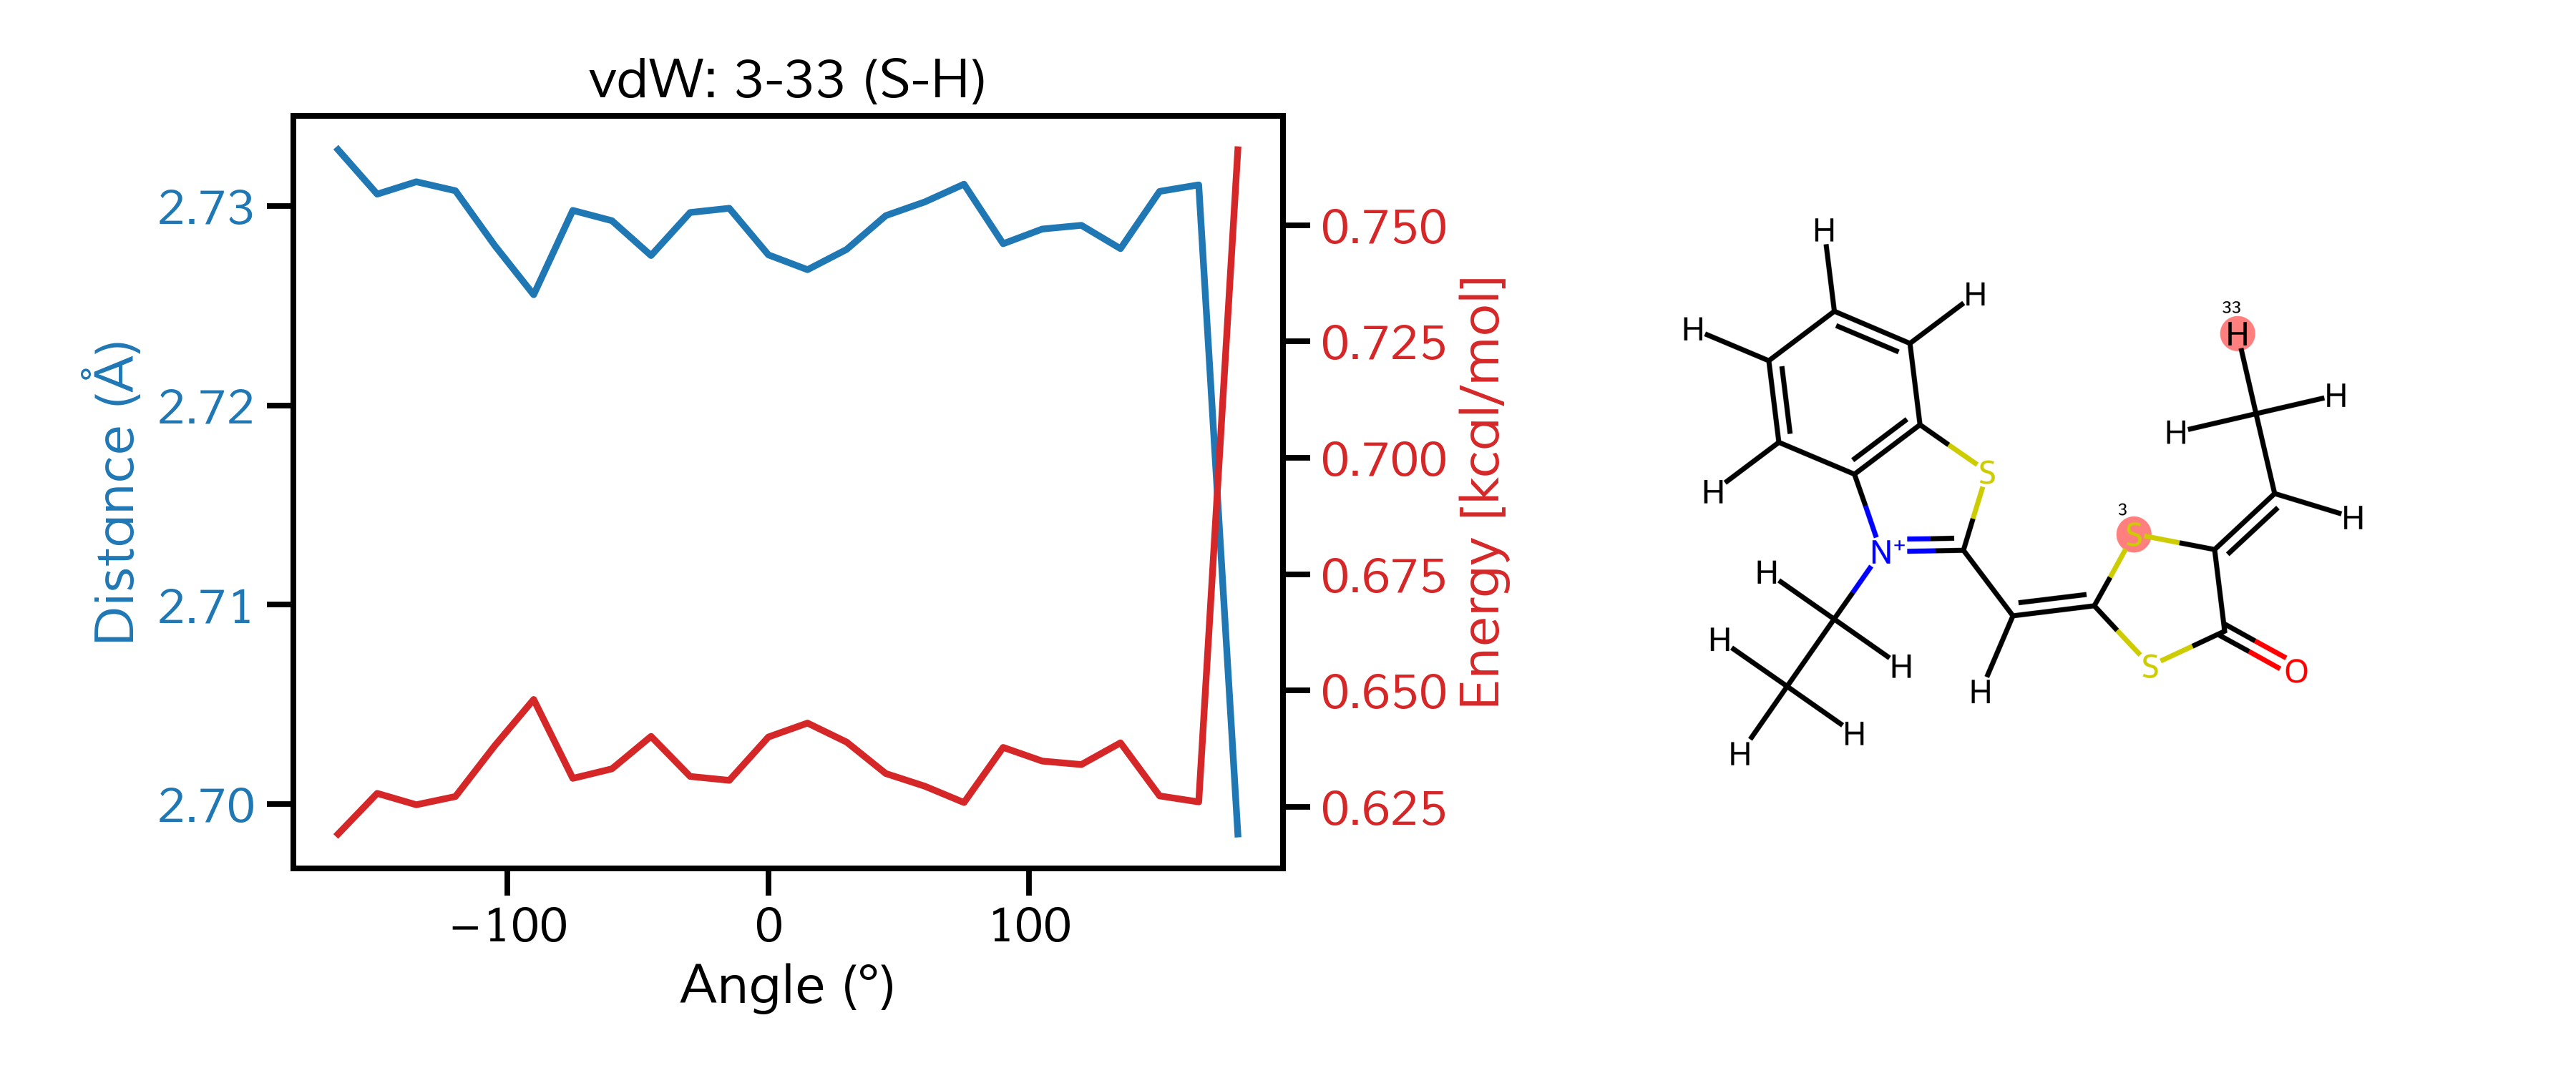 vdW: 3-33 (S-H)
2.73
2.72
2.71
2.70
Distance (Å)
0.750
0.725
0.700
0.675
0.650
0.625
Energy [kcal/mol]
−100
0
100
Angle (°)
H
H
H
33
H
H
H
H
H
S
3
S
H
N+
H
H
H
H
H
H
S
O
H